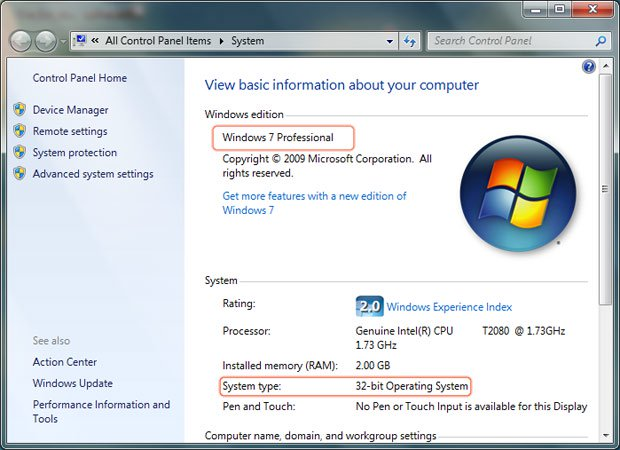 « All Control Panel Items ▸ System
Search Control Panel
Control Panel Home
Device Manager
Remote settings
System protection
Advanced system settings
See also
Action Center
Windows Update
Performance Information and
Tools
View basic information about your computer
Windows edition
Windows 7 Professional
Copyright © 2009 Microsoft Corporation. All
rights reserved.
Get more features with a new edition of
Windows 7
System
Rating: 2.0 Windows Experience Index
Processor: Genuine Intel(R) CPU T2080 @ 1.73GHz
1.73 GHz
Installed memory (RAM): 2.00 GB
System type: 32-bit Operating System
Pen and Touch: No Pen or Touch Input is available for this Display
Computer name, domain, and workgroup settings